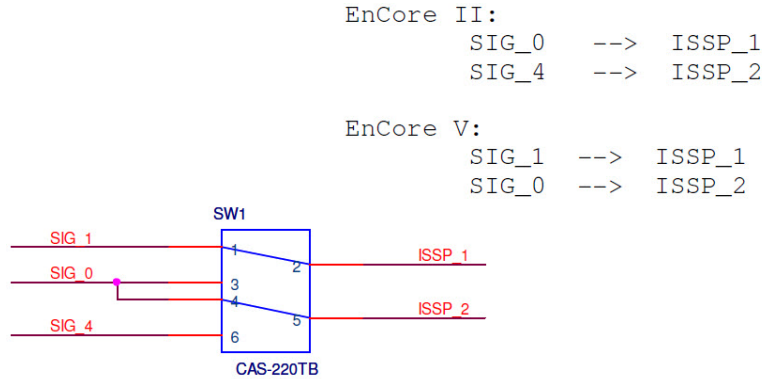 EnCore II:
SIG_0 --> ISSP_1
SIG_4 --> ISSP_2
EnCore V:
SIG_1 --> ISSP_1
SIG_0 --> ISSP_2
SW1
SIG_1
1
2
ISSP_1
SIG_0
3
4
5
ISSP_2
SIG_4
6
CAS-220TB